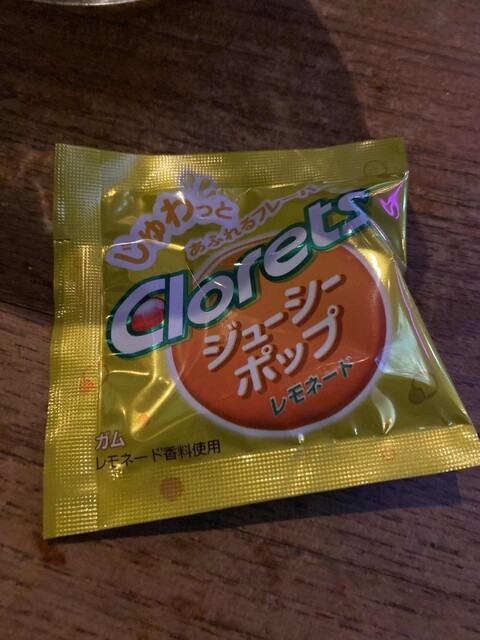 じゅわっと
あふれるフレーバー
Clorets
ジューシー
ポップ
レモネード
ガム
レモネード香料使用